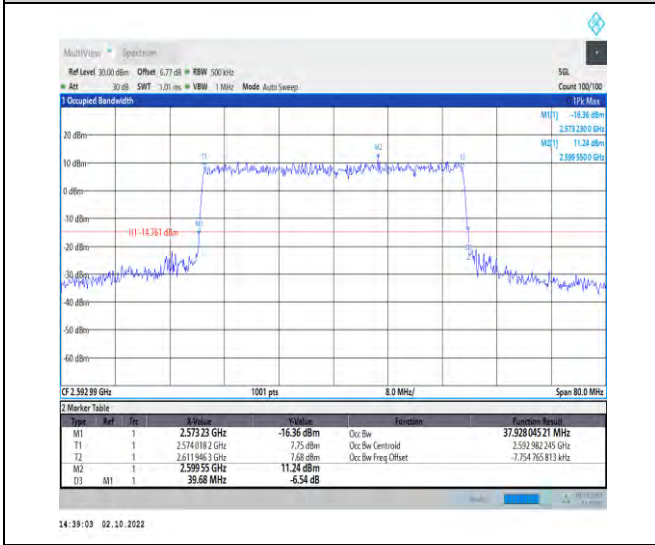 MultiView Spectrum
Ref Level 30.00 dBm Offset 6.77 dB RBW 500 kHz SGL
Att 30 dB SWT 1.01 ms VBW 1 MHz Mode Auto Sweep Count 100/100
1 Occupied Bandwidth 1Pk Max
M1[1] -16.36 dBm
2.573 230 0 GHz
20 dBm M2[1] 11.24 dBm
2.599 550 0 GHz
M2
10 dBm T1
0 dBm
-10 dBm
M1
H1 -14.761 dBm
-20 dBm
-30 dBm
-40 dBm
-50 dBm
-60 dBm
CF 2.592 99 GHz 1001 pts 8.0 MHz/ Span 80.0 MHz
2 Marker Table
Type Ref Trc X-Value Y-Value Function Function Result
M1 1 2.573 23 GHz -16.36 dBm Occ Bw 37.928 045 21 MHz
T1 1 2.574 018 2 GHz 7.75 dBm Occ Bw Centroid 2.592 982 245 GHz
T2 1 2.611 946 3 GHz 7.68 dBm Occ Bw Freq Offset -7.754 765 813 kHz
M2 1 2.599 55 GHz 11.24 dBm
D3 M1 1 39.68 MHz -6.54 dB
14:39:03 02.10.2022